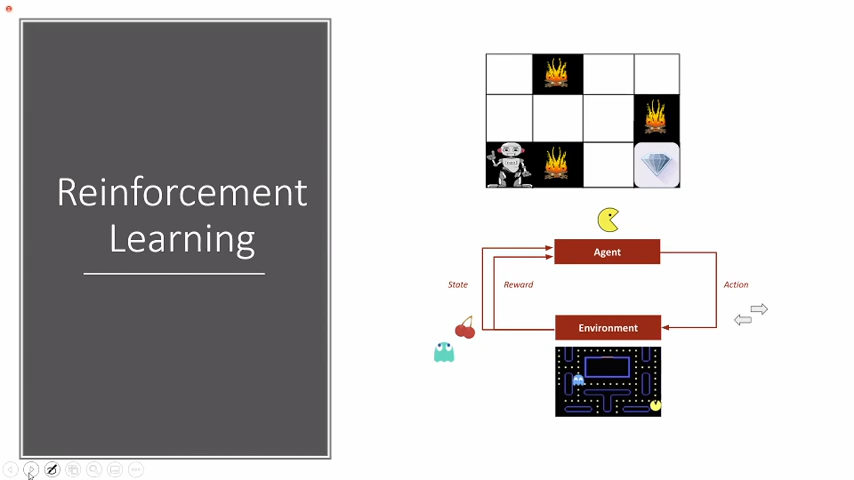 Reinforcement
Learning
Agent
State
Reward
Action
Environment